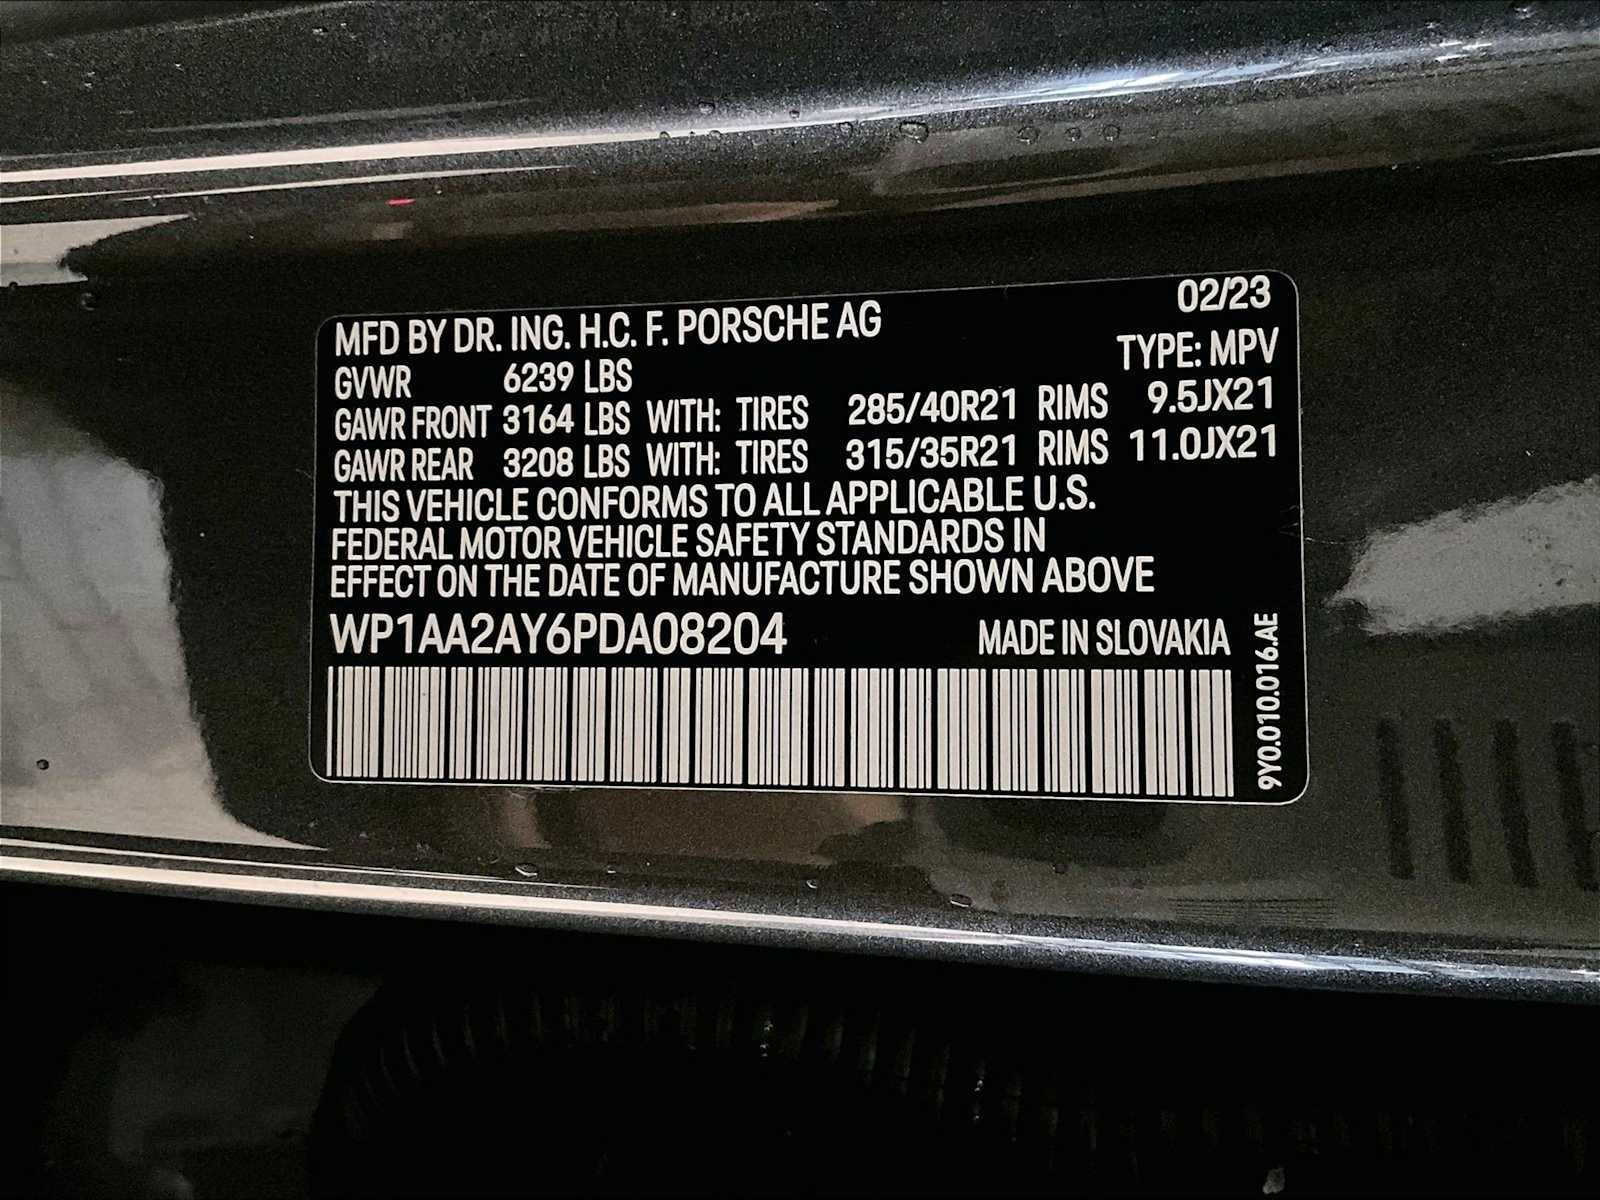 MFD BY DR. ING. H.C. F. PORSCHE AG 02/23
GVWR 6239 LBS TYPE: MPV
GAWR FRONT 3164 LBS WITH: TIRES 285/40R21 RIMS 9.5JX21
GAWR REAR 3208 LBS WITH: TIRES 315/35R21 RIMS 11.0JX21
THIS VEHICLE CONFORMS TO ALL APPLICABLE U.S.
FEDERAL MOTOR VEHICLE SAFETY STANDARDS IN
EFFECT ON THE DATE OF MANUFACTURE SHOWN ABOVE
WP1AA2AY6PDA08204 MADE IN SLOVAKIA
9Y0.010.016.AE